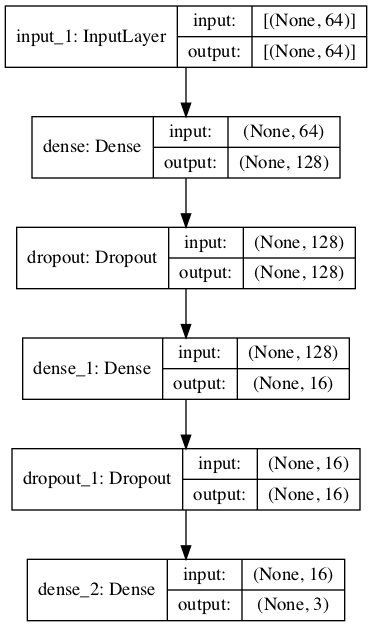 input_1: InputLayer
input: [(None, 64)]
output: [(None, 64)]
dense: Dense
input: (None, 64)
output: (None, 128)
dropout: Dropout
input: (None, 128)
output: (None, 128)
dense_1: Dense
input: (None, 128)
output: (None, 16)
dropout_1: Dropout
input: (None, 16)
output: (None, 16)
dense_2: Dense
input: (None, 16)
output: (None, 3)